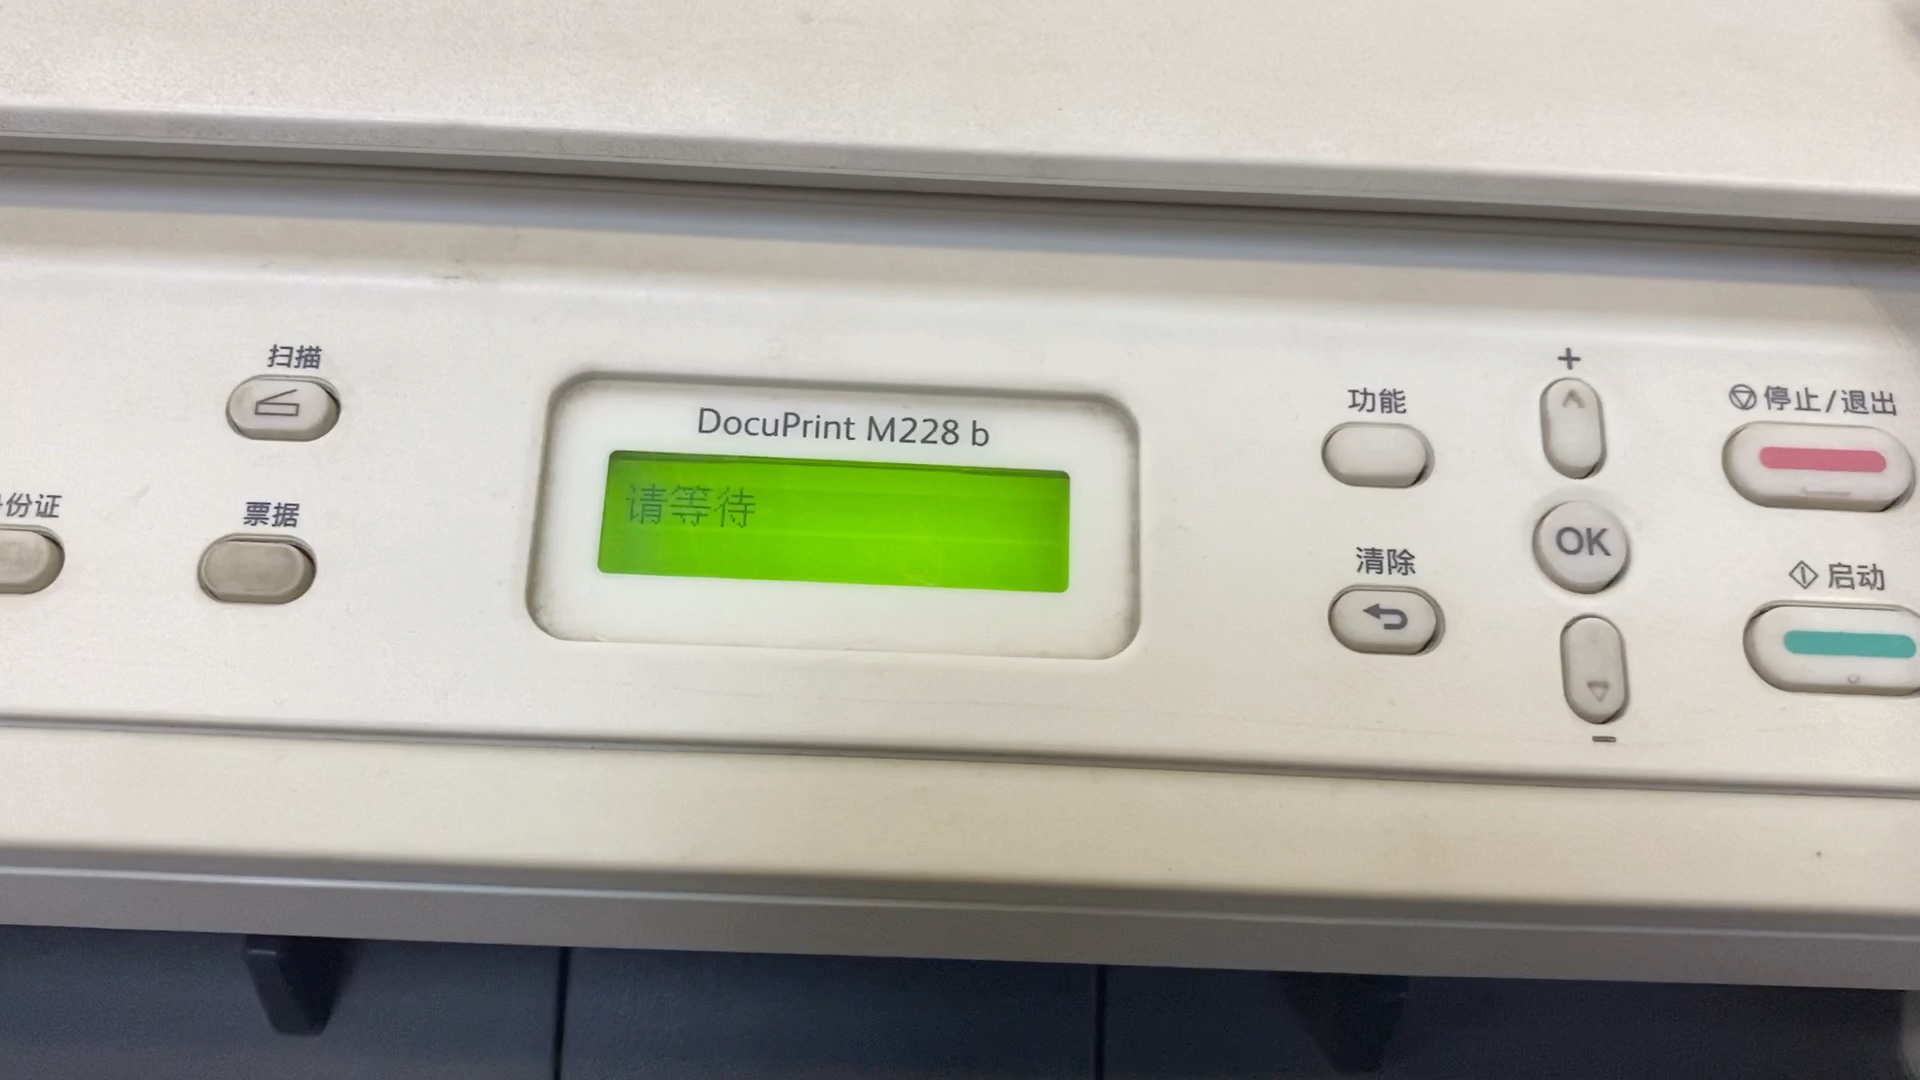 扫描
份证
票据
DocuPrint M228 b
请等待
功能
清除
+
OK
-
停止/退出
启动